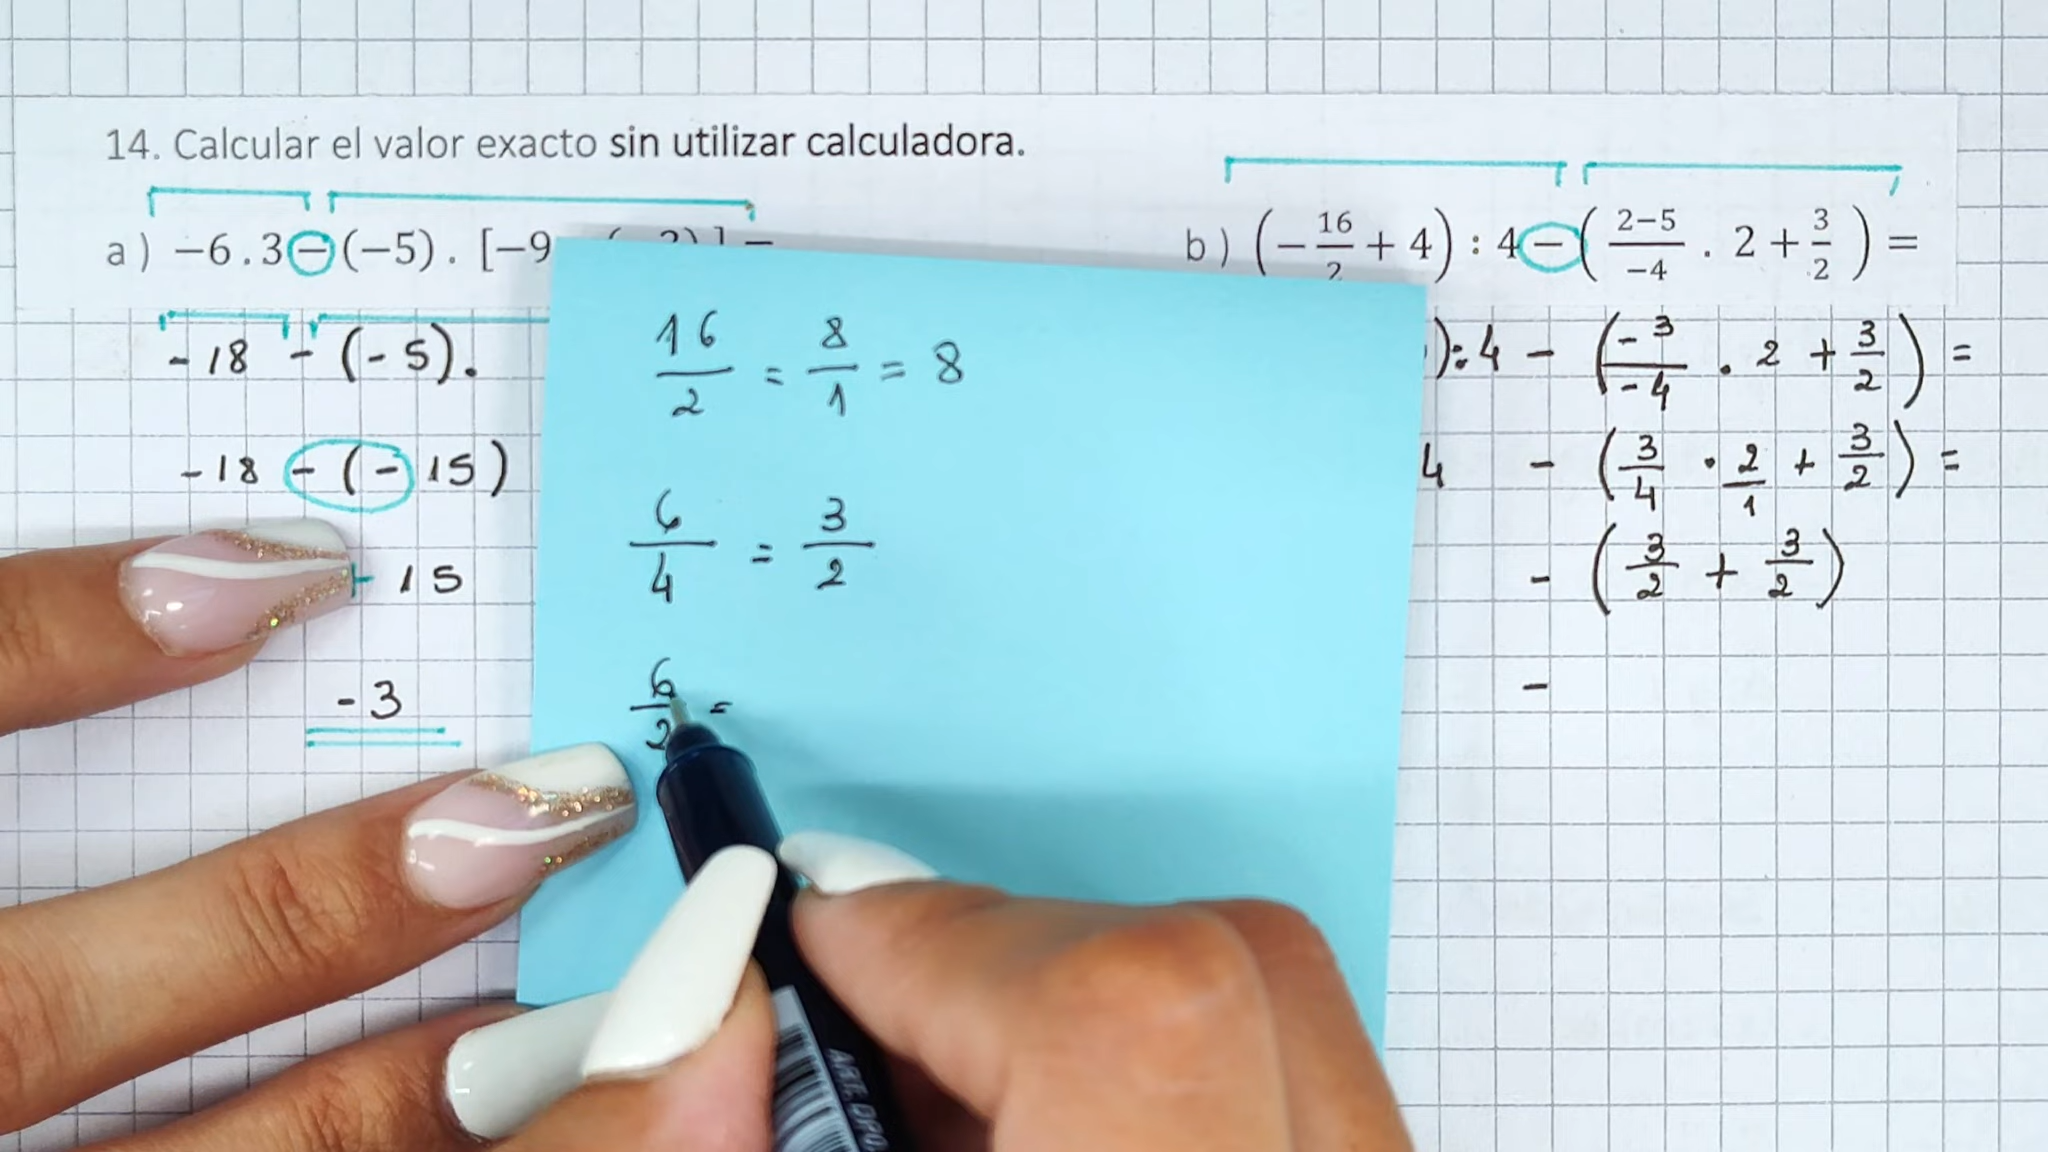 14. Calcular el valor exacto sin utilizar calculadora.
a) −6 . 3 − (−5) . [−9
b) (− 16/2 + 4) : 4 − ( 2−5/−4 . 2 + 3/2 ) =
- 18 - (- 5).
- 18 - (- 15)
+ 15
- 3
16/2 = 8/1 = 8
6/4 = 3/2
6/2 =
):4 - (-3/-4 . 2 + 3/2) =
4 - (3/4 · 2/1 + 3/2) =
- (3/2 + 3/2)
-